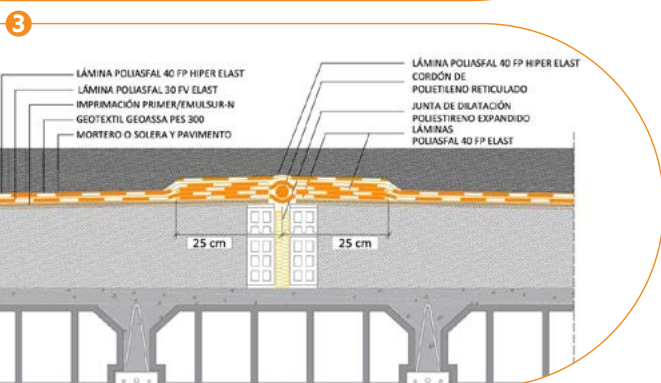 3
LÁMINA POLIASFAL 40 FP HIPER ELAST
LÁMINA POLIASFAL 30 FV ELAST
IMPRIMACIÓN PRIMER/EMULSUR-N
GEOTEXTIL GEOASSA PES 300
MORTERO O SOLERA Y PAVIMENTO
LÁMINA POLIASFAL 40 FP HIPER ELAST
CORDÓN DE
POLIETILENO RETICULADO
JUNTA DE DILATACIÓN
POLIESTIRENO EXPANDIDO
LÁMINAS
POLIASFAL 40 FP ELAST
25 cm
25 cm